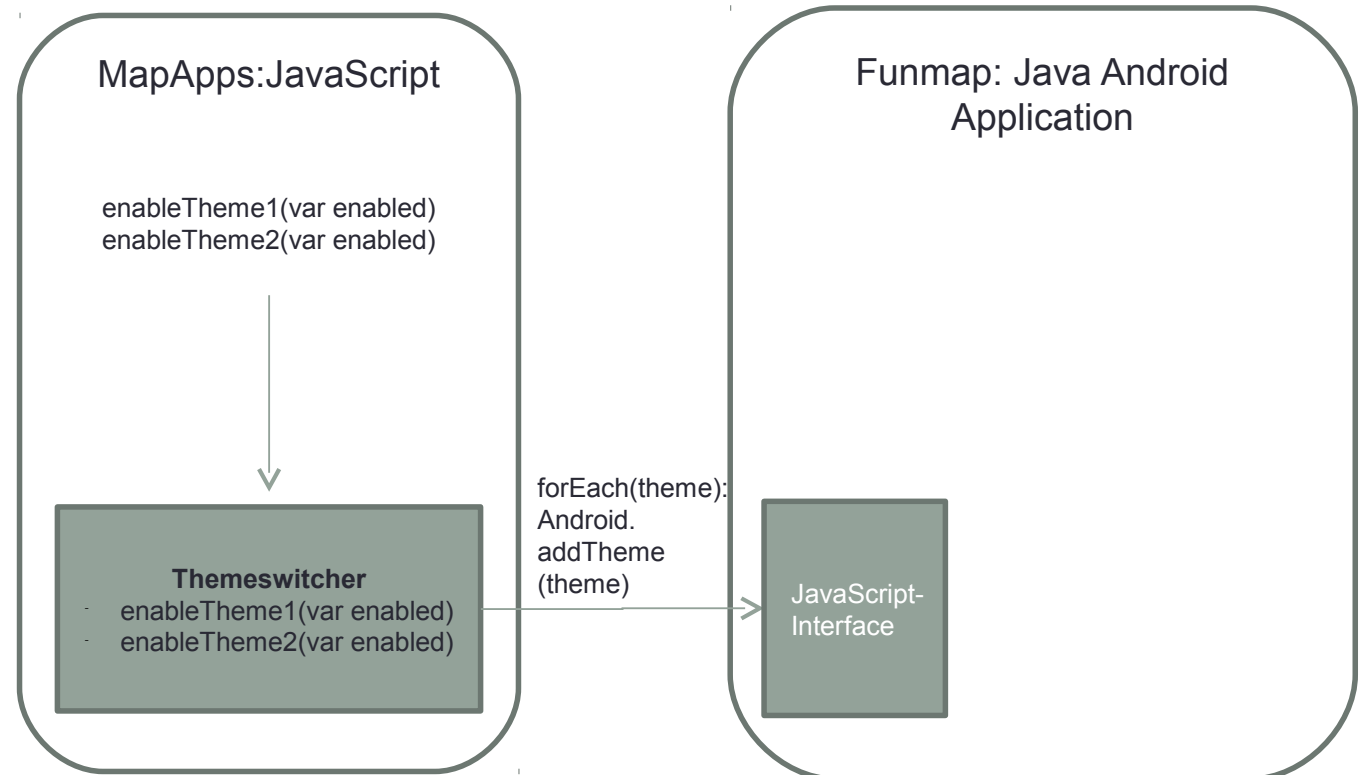 MapApps:JavaScript
enableTheme1(var enabled)
enableTheme2(var enabled)
Themeswitcher
- enableTheme1(var enabled)
- enableTheme2(var enabled)
forEach(theme):
Android.
addTheme
(theme)
Funmap: Java Android
Application
JavaScript-
Interface